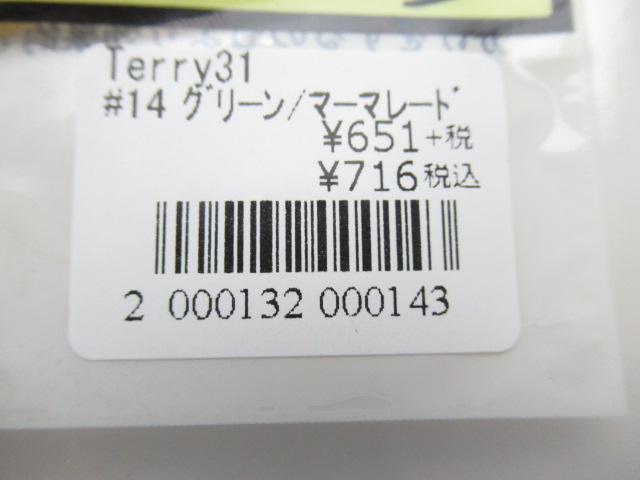 Terry31
#14 ｸﾞﾘｰﾝ/ﾏｰﾏﾚｰﾄﾞ
¥651+税
¥716税込
2 000132 000143